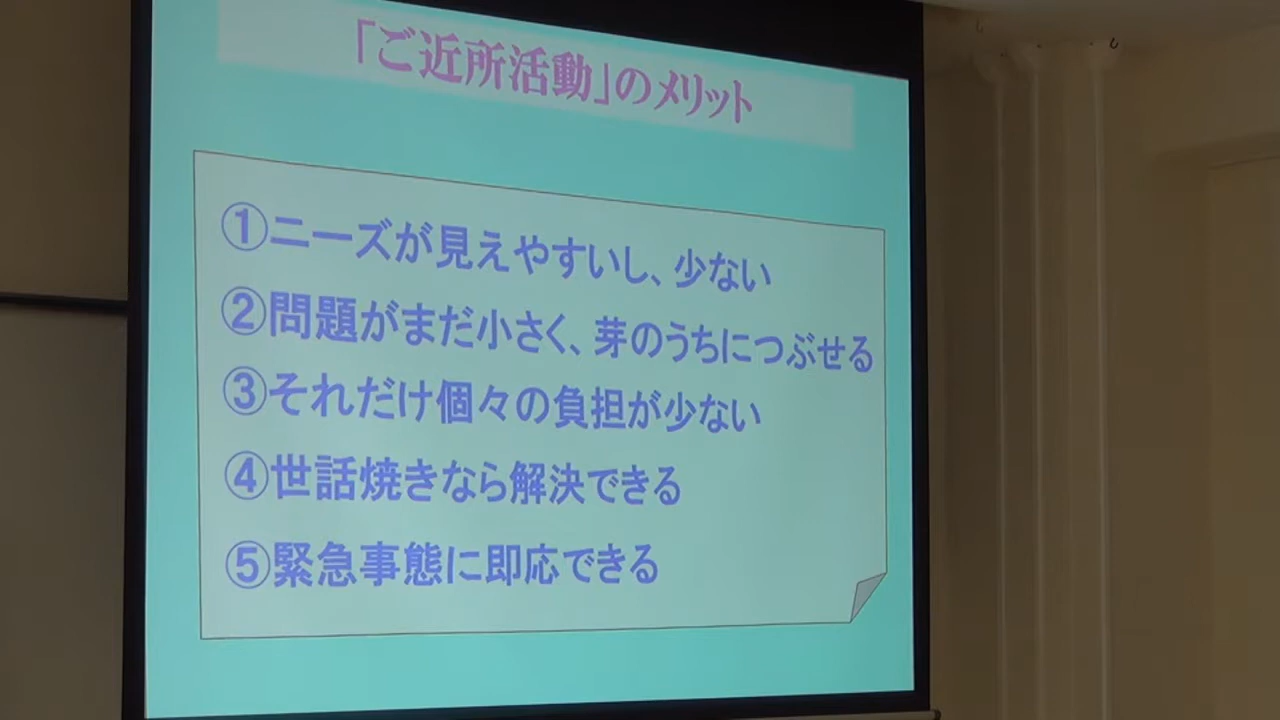 「ご近所活動」のメリット
①ニーズが見えやすいし、少ない
②問題がまだ小さく、芽のうちにつぶせる
③それだけ個々の負担が少ない
④世話焼きなら解決できる
⑤緊急事態に即応できる